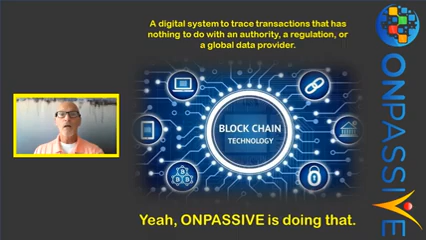 A digital system to trace transactions that has
nothing to do with an authority, a regulation, or
a global data provider.
BLOCK CHAIN
TECHNOLOGY
ONPASSIVE
Yeah, ONPASSIVE is doing that.